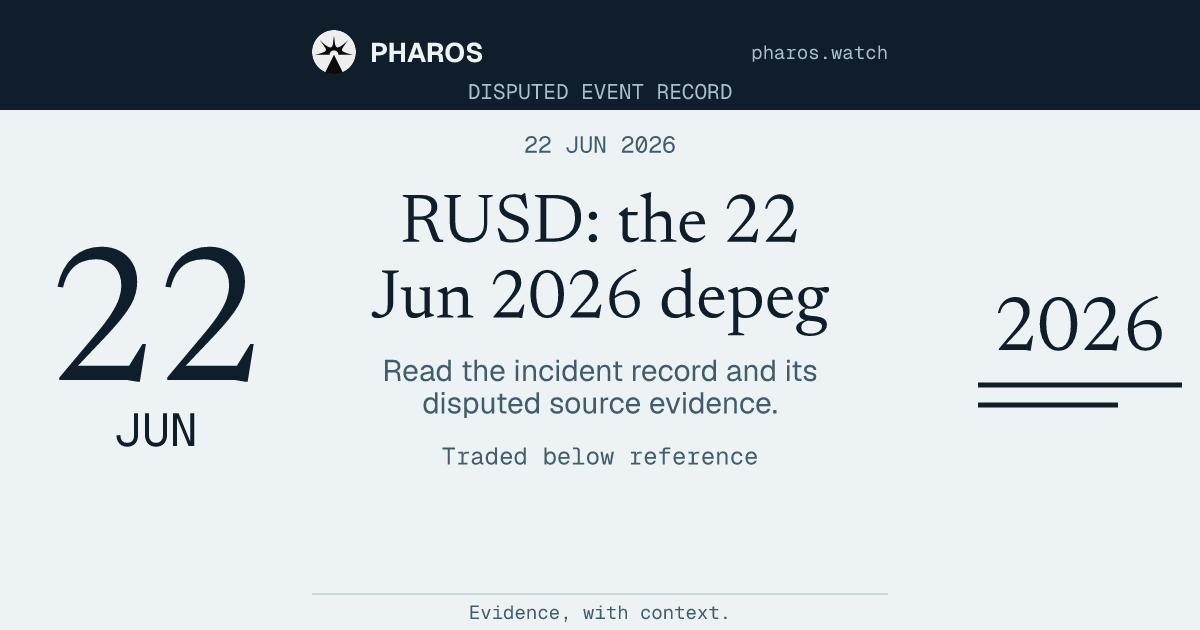 PHAROS
pharos.watch
DISPUTED EVENT RECORD
22 JUN 2026
RUSD: the 22
Jun 2026 depeg
Read the incident record and its
disputed source evidence.
Traded below reference
22
JUN
2026
Evidence, with context.